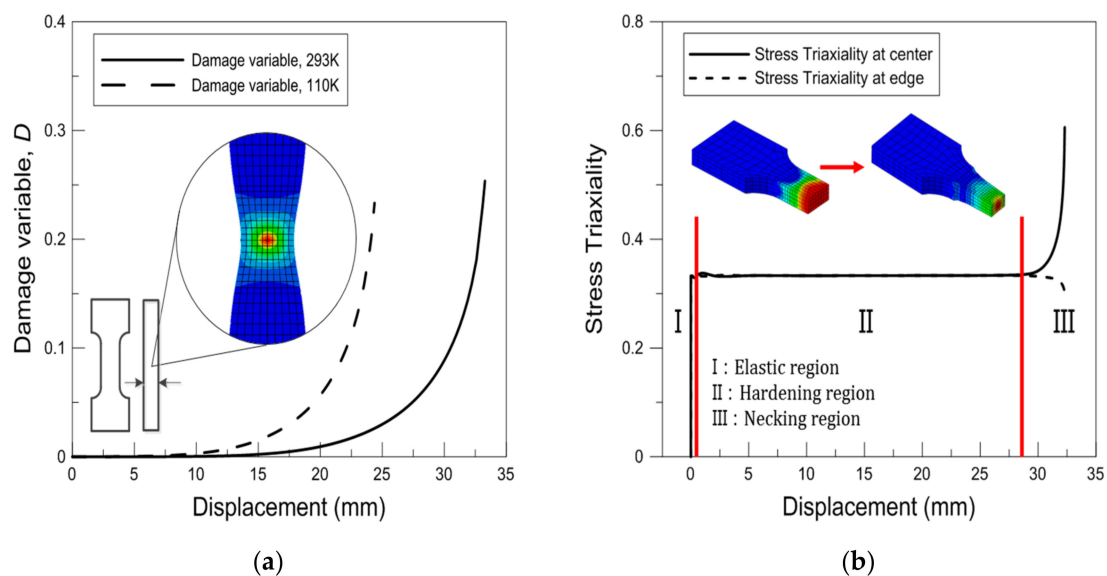 0.4
0.3
0.2
0.1
0
Damage variable, D
Damage variable, 293K
Damage variable, 110K
0 5 10 15 20 25 30 35
Displacement (mm)
(a)
0.8
0.6
0.4
0.2
0
Stress Triaxiality
Stress Triaxiality at center
Stress Triaxiality at edge
Ⅰ Ⅱ Ⅲ
Ⅰ : Elastic region
Ⅱ : Hardening region
Ⅲ : Necking region
0 5 10 15 20 25 30 35
Displacement (mm)
(b)